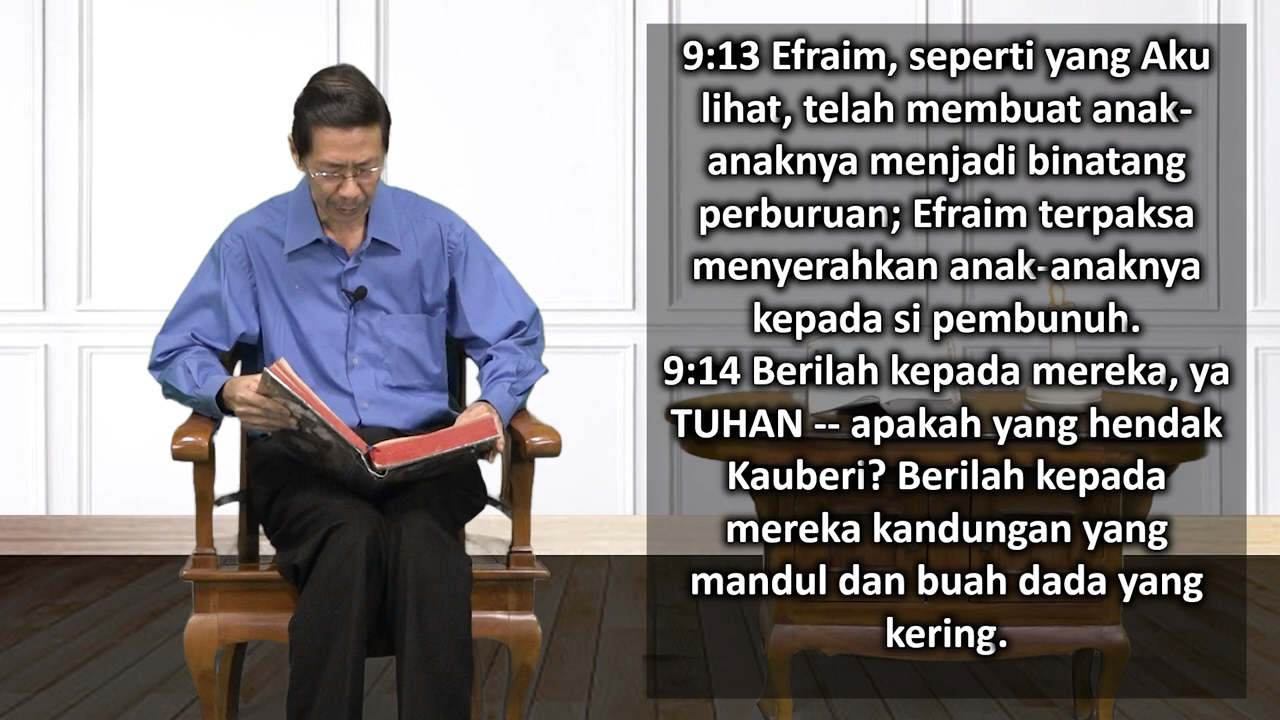 9:13 Efraim, seperti yang Aku
lihat, telah membuat anak-
anaknya menjadi binatang
perburuan; Efraim terpaksa
menyerahkan anak-anaknya
kepada si pembunuh.
9:14 Berilah kepada mereka, ya
TUHAN -- apakah yang hendak
Kauberi? Berilah kepada
mereka kandungan yang
mandul dan buah dada yang
kering.